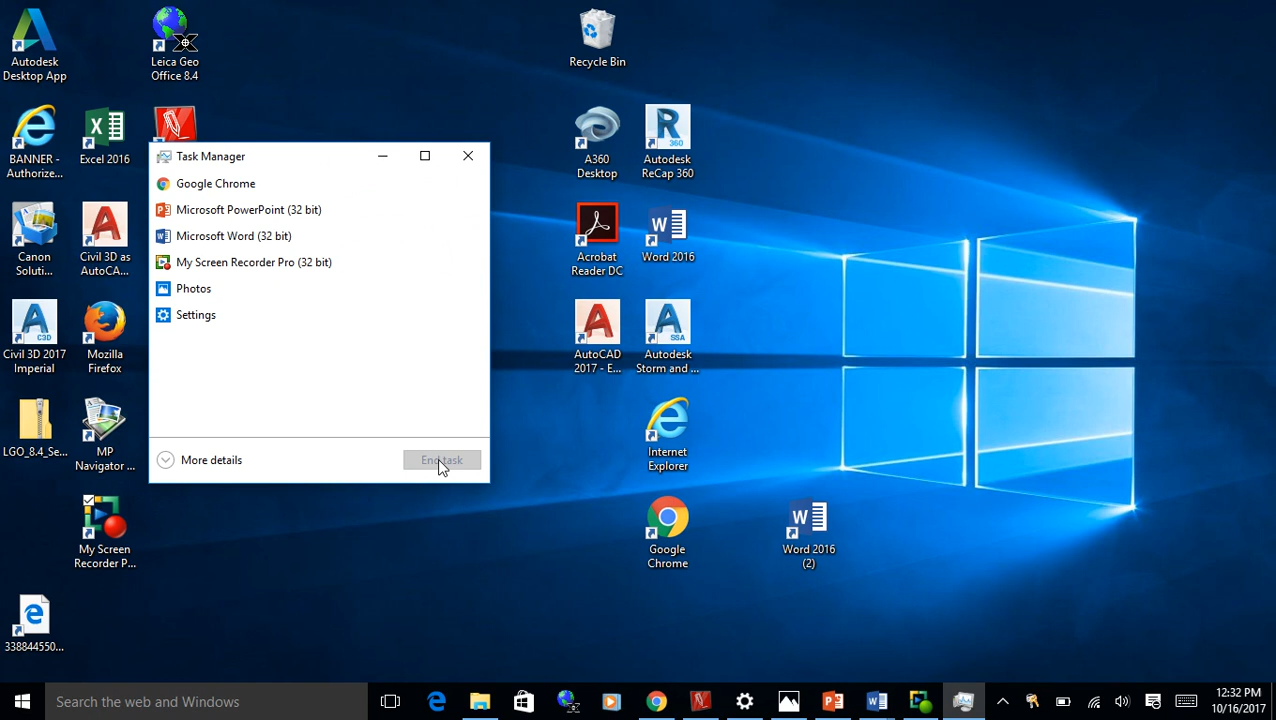 Autodesk
Desktop App
Leica Geo
Office 8.4
Recycle Bin
BANNER -
Authorize...
Excel 2016
A360
Desktop
R
360
Autodesk
ReCap 360
Task Manager
Google Chrome
Microsoft PowerPoint (32 bit)
Microsoft Word (32 bit)
My Screen Recorder Pro (32 bit)
Photos
Settings
More details
End task
Canon
Soluti...
Civil 3D as
AutoCA...
Acrobat
Reader DC
Word 2016
C3D
Civil 3D 2017
Imperial
Mozilla
Firefox
AutoCAD
2017 - E...
SSA
Autodesk
Storm and ...
LGO_8.4_Se...
MP
Navigator ...
Internet
Explorer
My Screen
Recorder P...
Google
Chrome
Word 2016
(2)
338844550...
Search the web and Windows
12:32 PM
10/16/2017